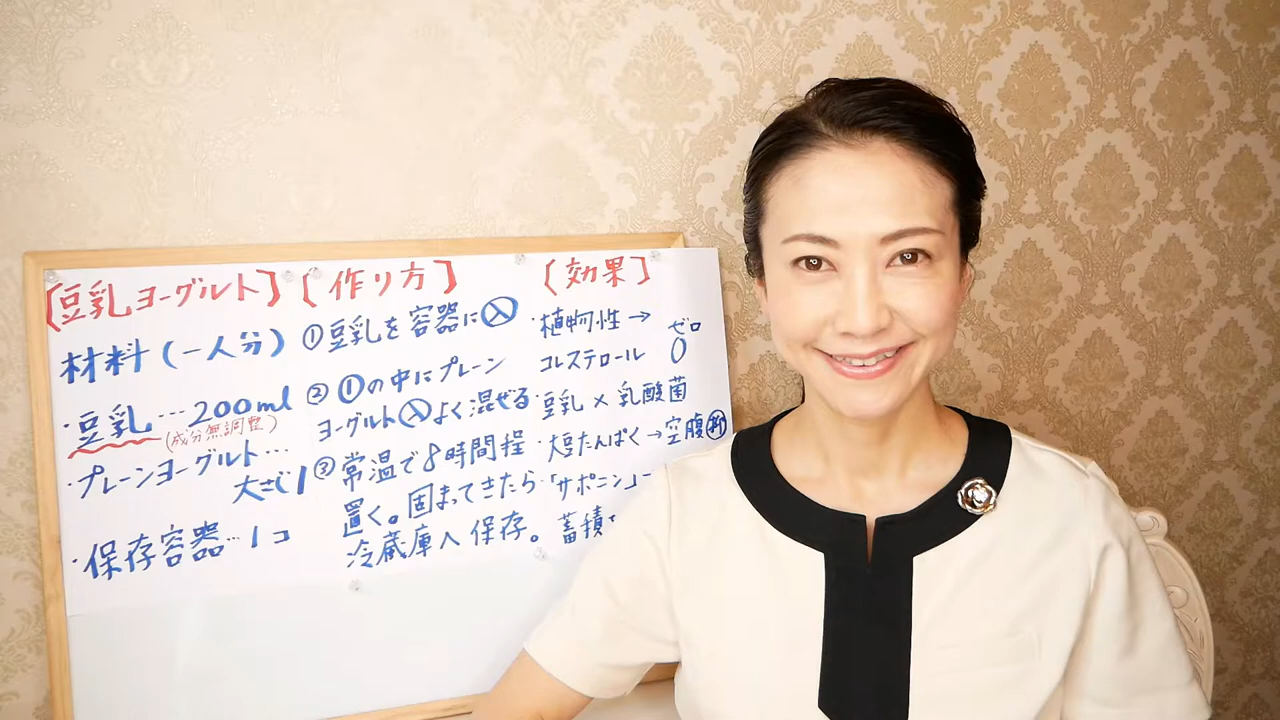 【豆乳ヨーグルト】
材料(一人分)
・豆乳…200ml
(成分無調整)
・プレーンヨーグルト…
大さじ1
・保存容器…1コ
【作り方】
①豆乳を容器に入
②①の中にプレーン
ヨーグルト入よく混ぜる
③常温で8時間程
置く。固まってきたら
冷蔵庫へ保存。
【効果】
・植物性→
コレステロール ゼロ
0
・豆乳×乳酸菌
・大豆たんぱく→空腹
・「サポニン」
蓄積